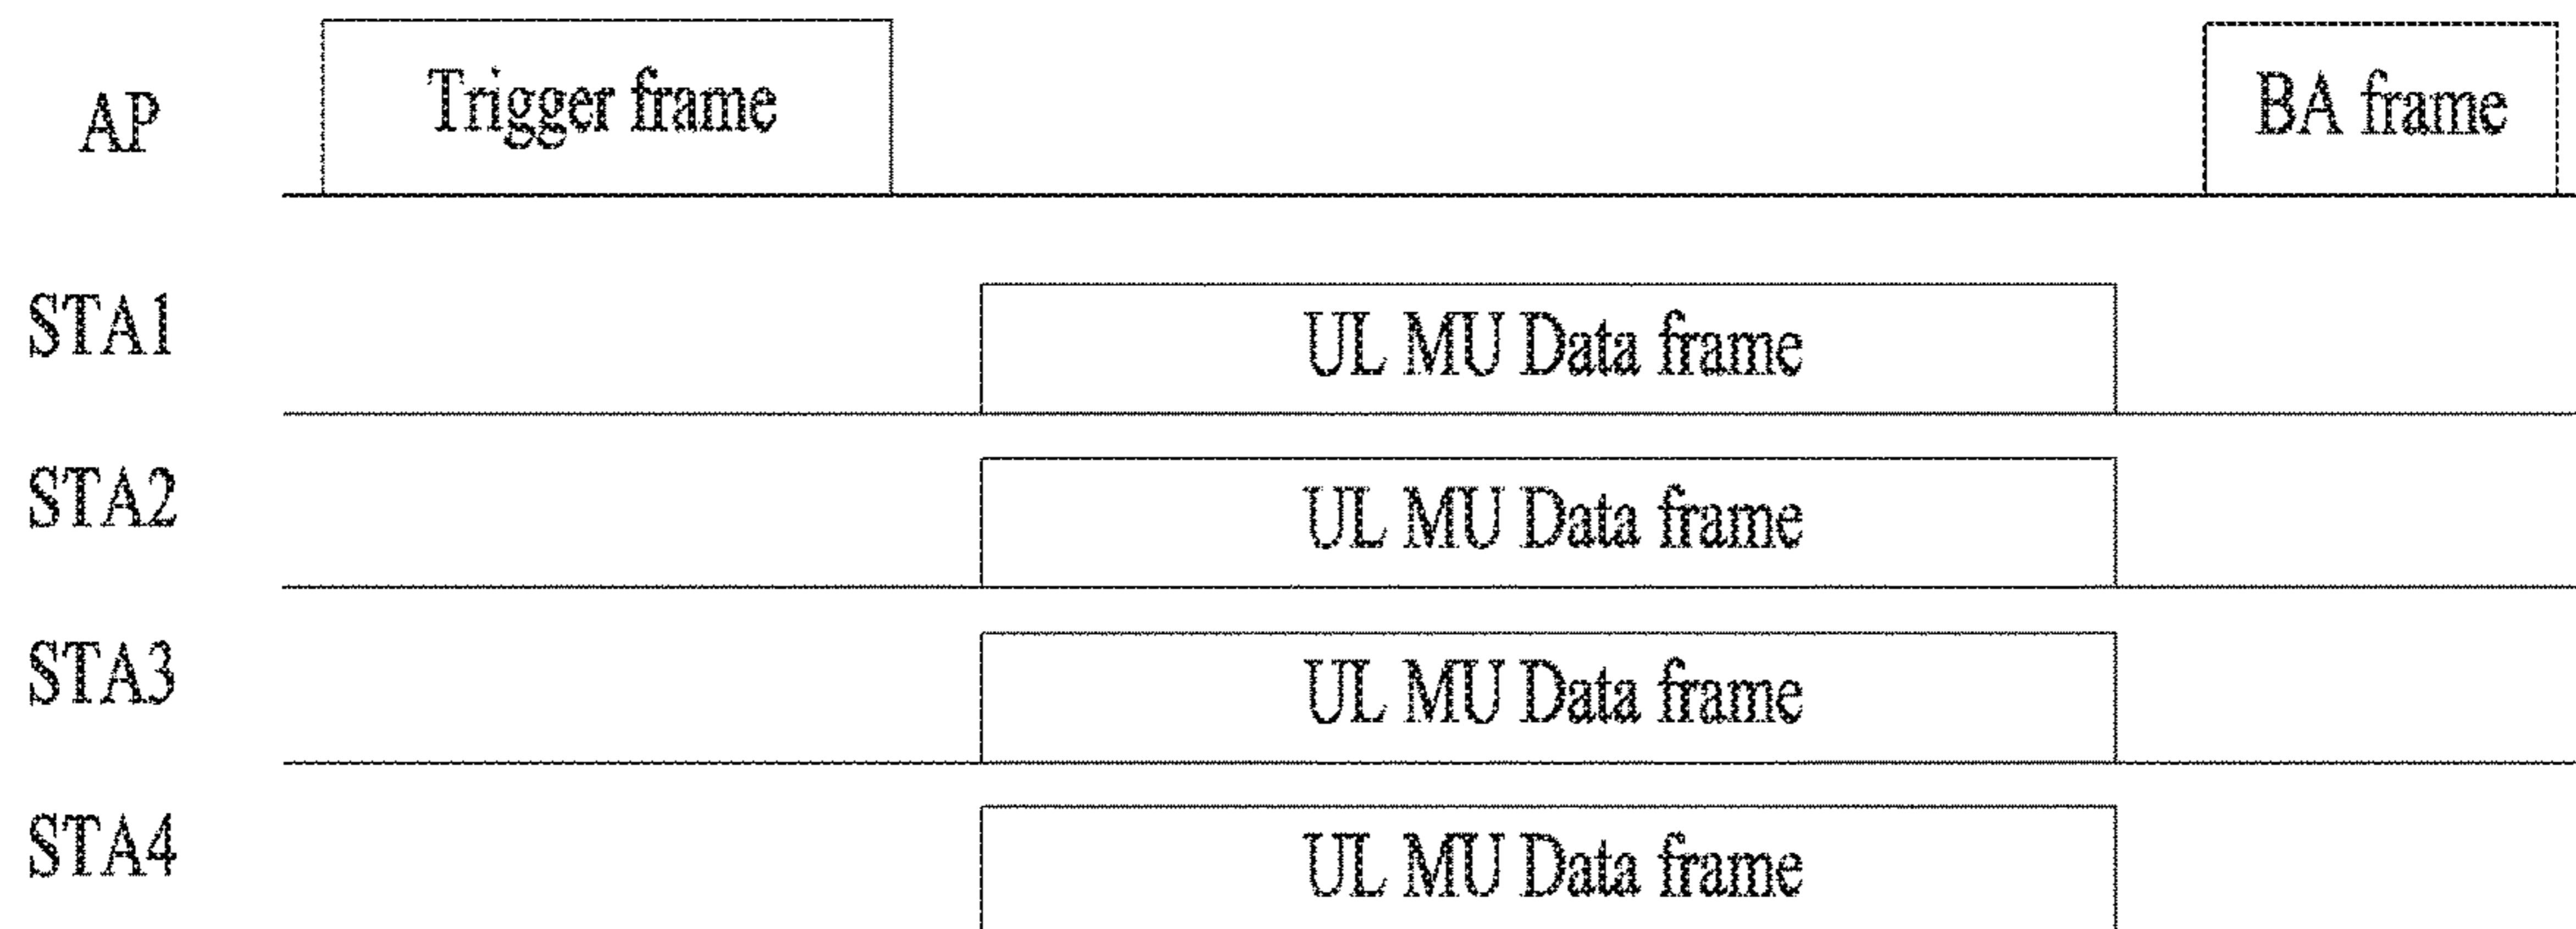 AP Trigger frame BA frame
STA1 UL MU Data frame
STA2 UL MU Data frame
STA3 UL MU Data frame
STA4 UL MU Data frame